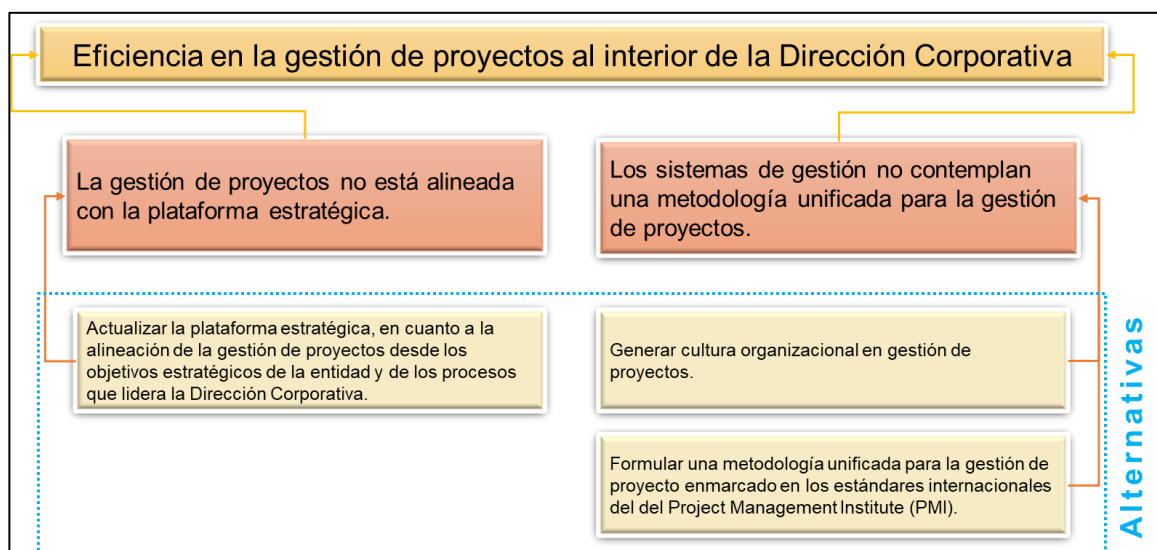 Eficiencia en la gestión de proyectos al interior de la Dirección Corporativa
La gestión de proyectos no está alineada
con la plataforma estratégica.
Los sistemas de gestión no contemplan
una metodología unificada para la gestión
de proyectos.
Actualizar la plataforma estratégica, en cuanto a la
alineación de la gestión de proyectos desde los
objetivos estratégicos de la entidad y de los procesos
que lidera la Dirección Corporativa.
Generar cultura organizacional en gestión de
proyectos.
Formular una metodología unificada para la gestión de
proyecto enmarcado en los estándares internacionales
del del Project Management Institute (PMI).
Alternativas